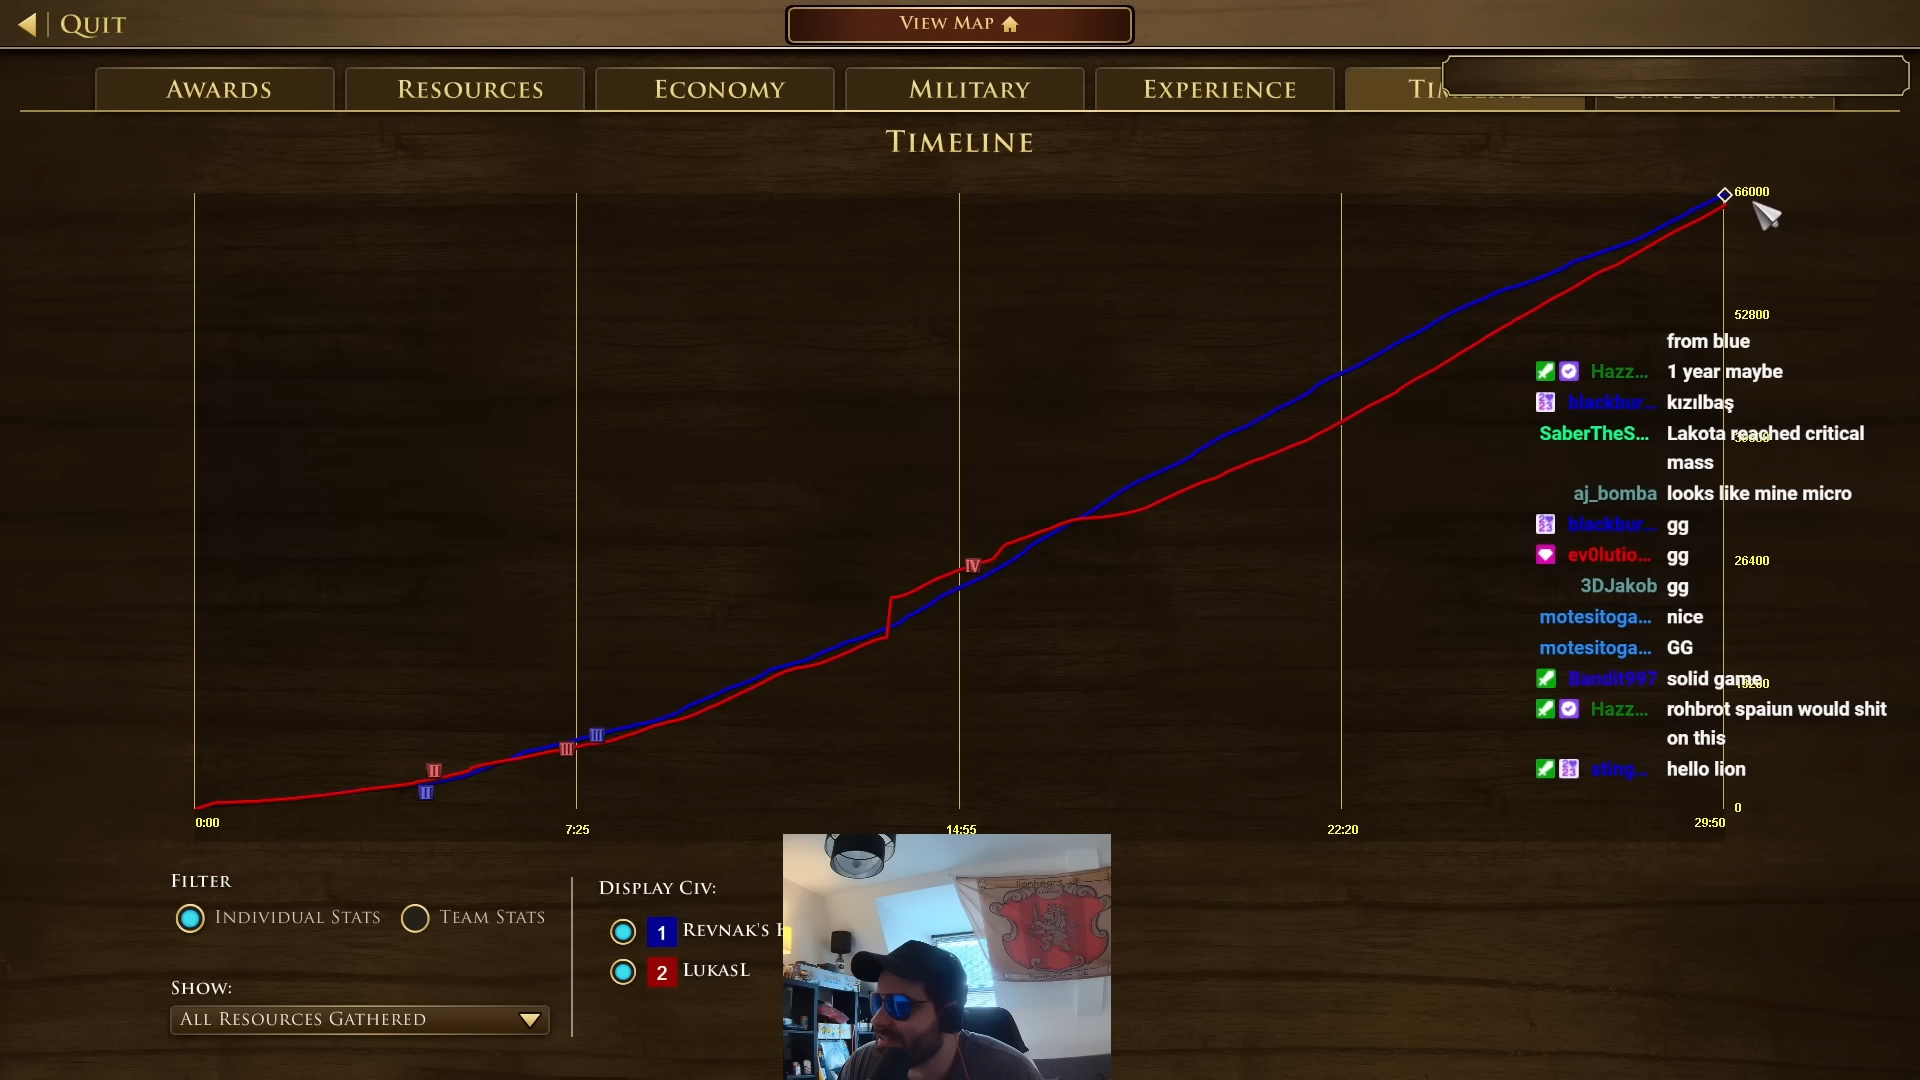 QUIT
VIEW MAP
AWARDS
RESOURCES
ECONOMY
MILITARY
EXPERIENCE
TIMELINE
66000
52800
from blue
Hazz... 1 year maybe
blackbur... kızılbaş
SaberTheS... Lakota reached critical
mass
aj_bomba looks like mine micro
blackbur... gg
26400
ev0lutio... gg
3DJakob gg
motesitoga... nice
motesitoga... GG
Bandit997 solid game
Hazz... rohbrot spaiun would shit
on this
sting... hello lion
II
II
III
III
IV
0
0:00
7:25
14:55
22:20
29:50
FILTER
INDIVIDUAL STATS
TEAM STATS
SHOW:
ALL RESOURCES GATHERED
DISPLAY CIV:
1 REVNAK'S
2 LUKASL